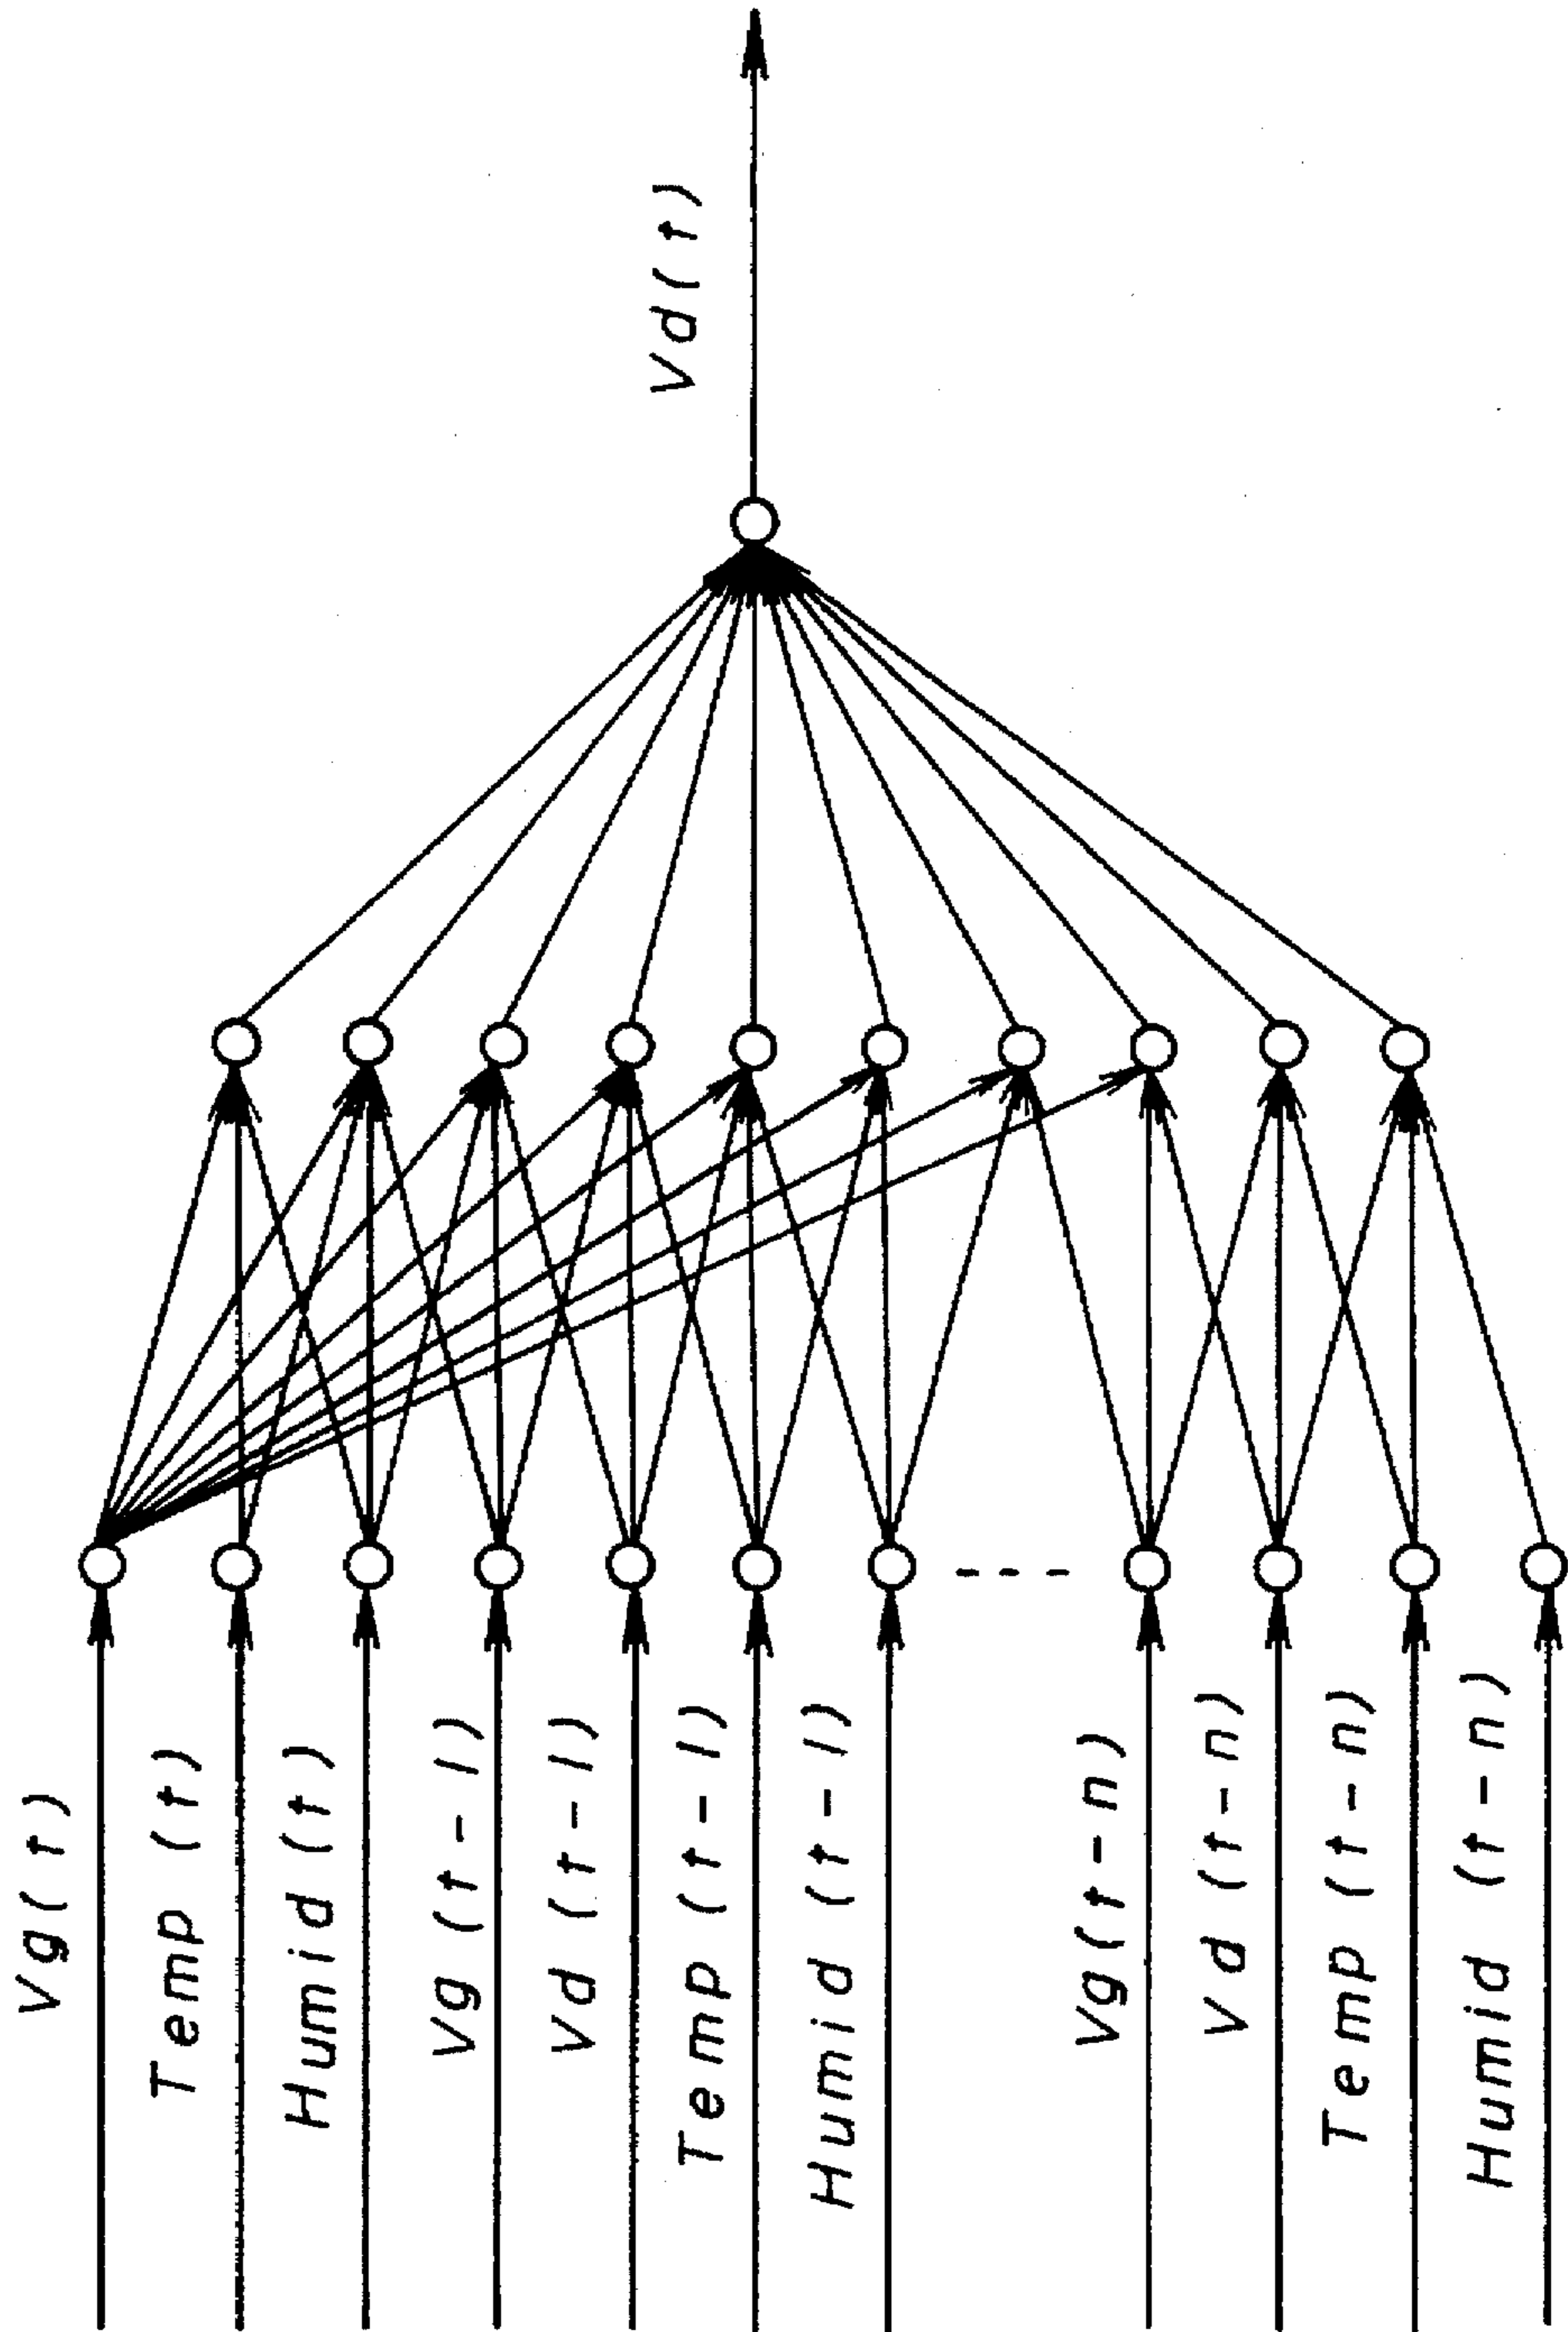 Vg(t)
Temp (t)
Humid (t)
Vg (t-1)
Vd (t-1)
Temp (t-1)
Humid (t-1)
Vg(t-n)
Vd (t-n)
Temp (t-n)
Humid (t-n)
Vd(t)